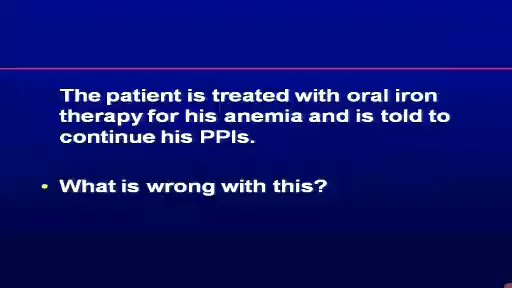 The patient is treated with oral iron
therapy for his anemia and is told to
continue his PPIs.
• What is wrong with this?